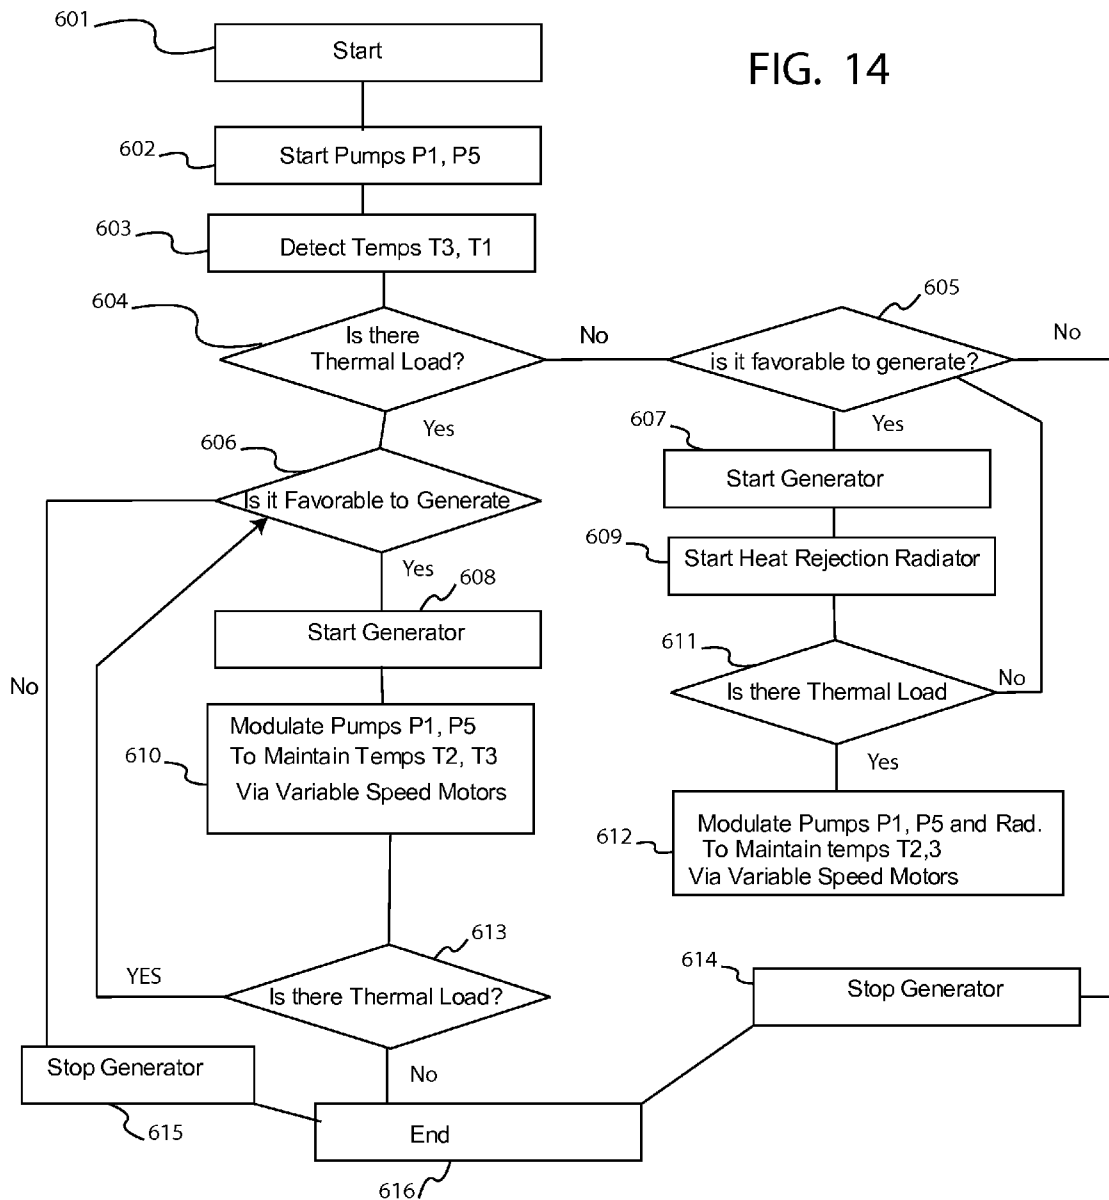 601
Start
FIG. 14
602
Start Pumps P1, P5
603
Detect Temps T3, T1
604
Is there
Thermal Load?
No
605
is it favorable to generate?
No
Yes
606
Is it Favorable to Generate
Yes
607
Start Generator
609
Start Heat Rejection Radiator
608
Start Generator
611
Is there Thermal Load
No
No
Modulate Pumps P1, P5
To Maintain Temps T2, T3
Via Variable Speed Motors
610
Yes
612
Modulate Pumps P1, P5 and Rad.
To Maintain temps T2,3
Via Variable Speed Motors
613
Is there Thermal Load?
YES
614
Stop Generator
No
Stop Generator
615
End
616